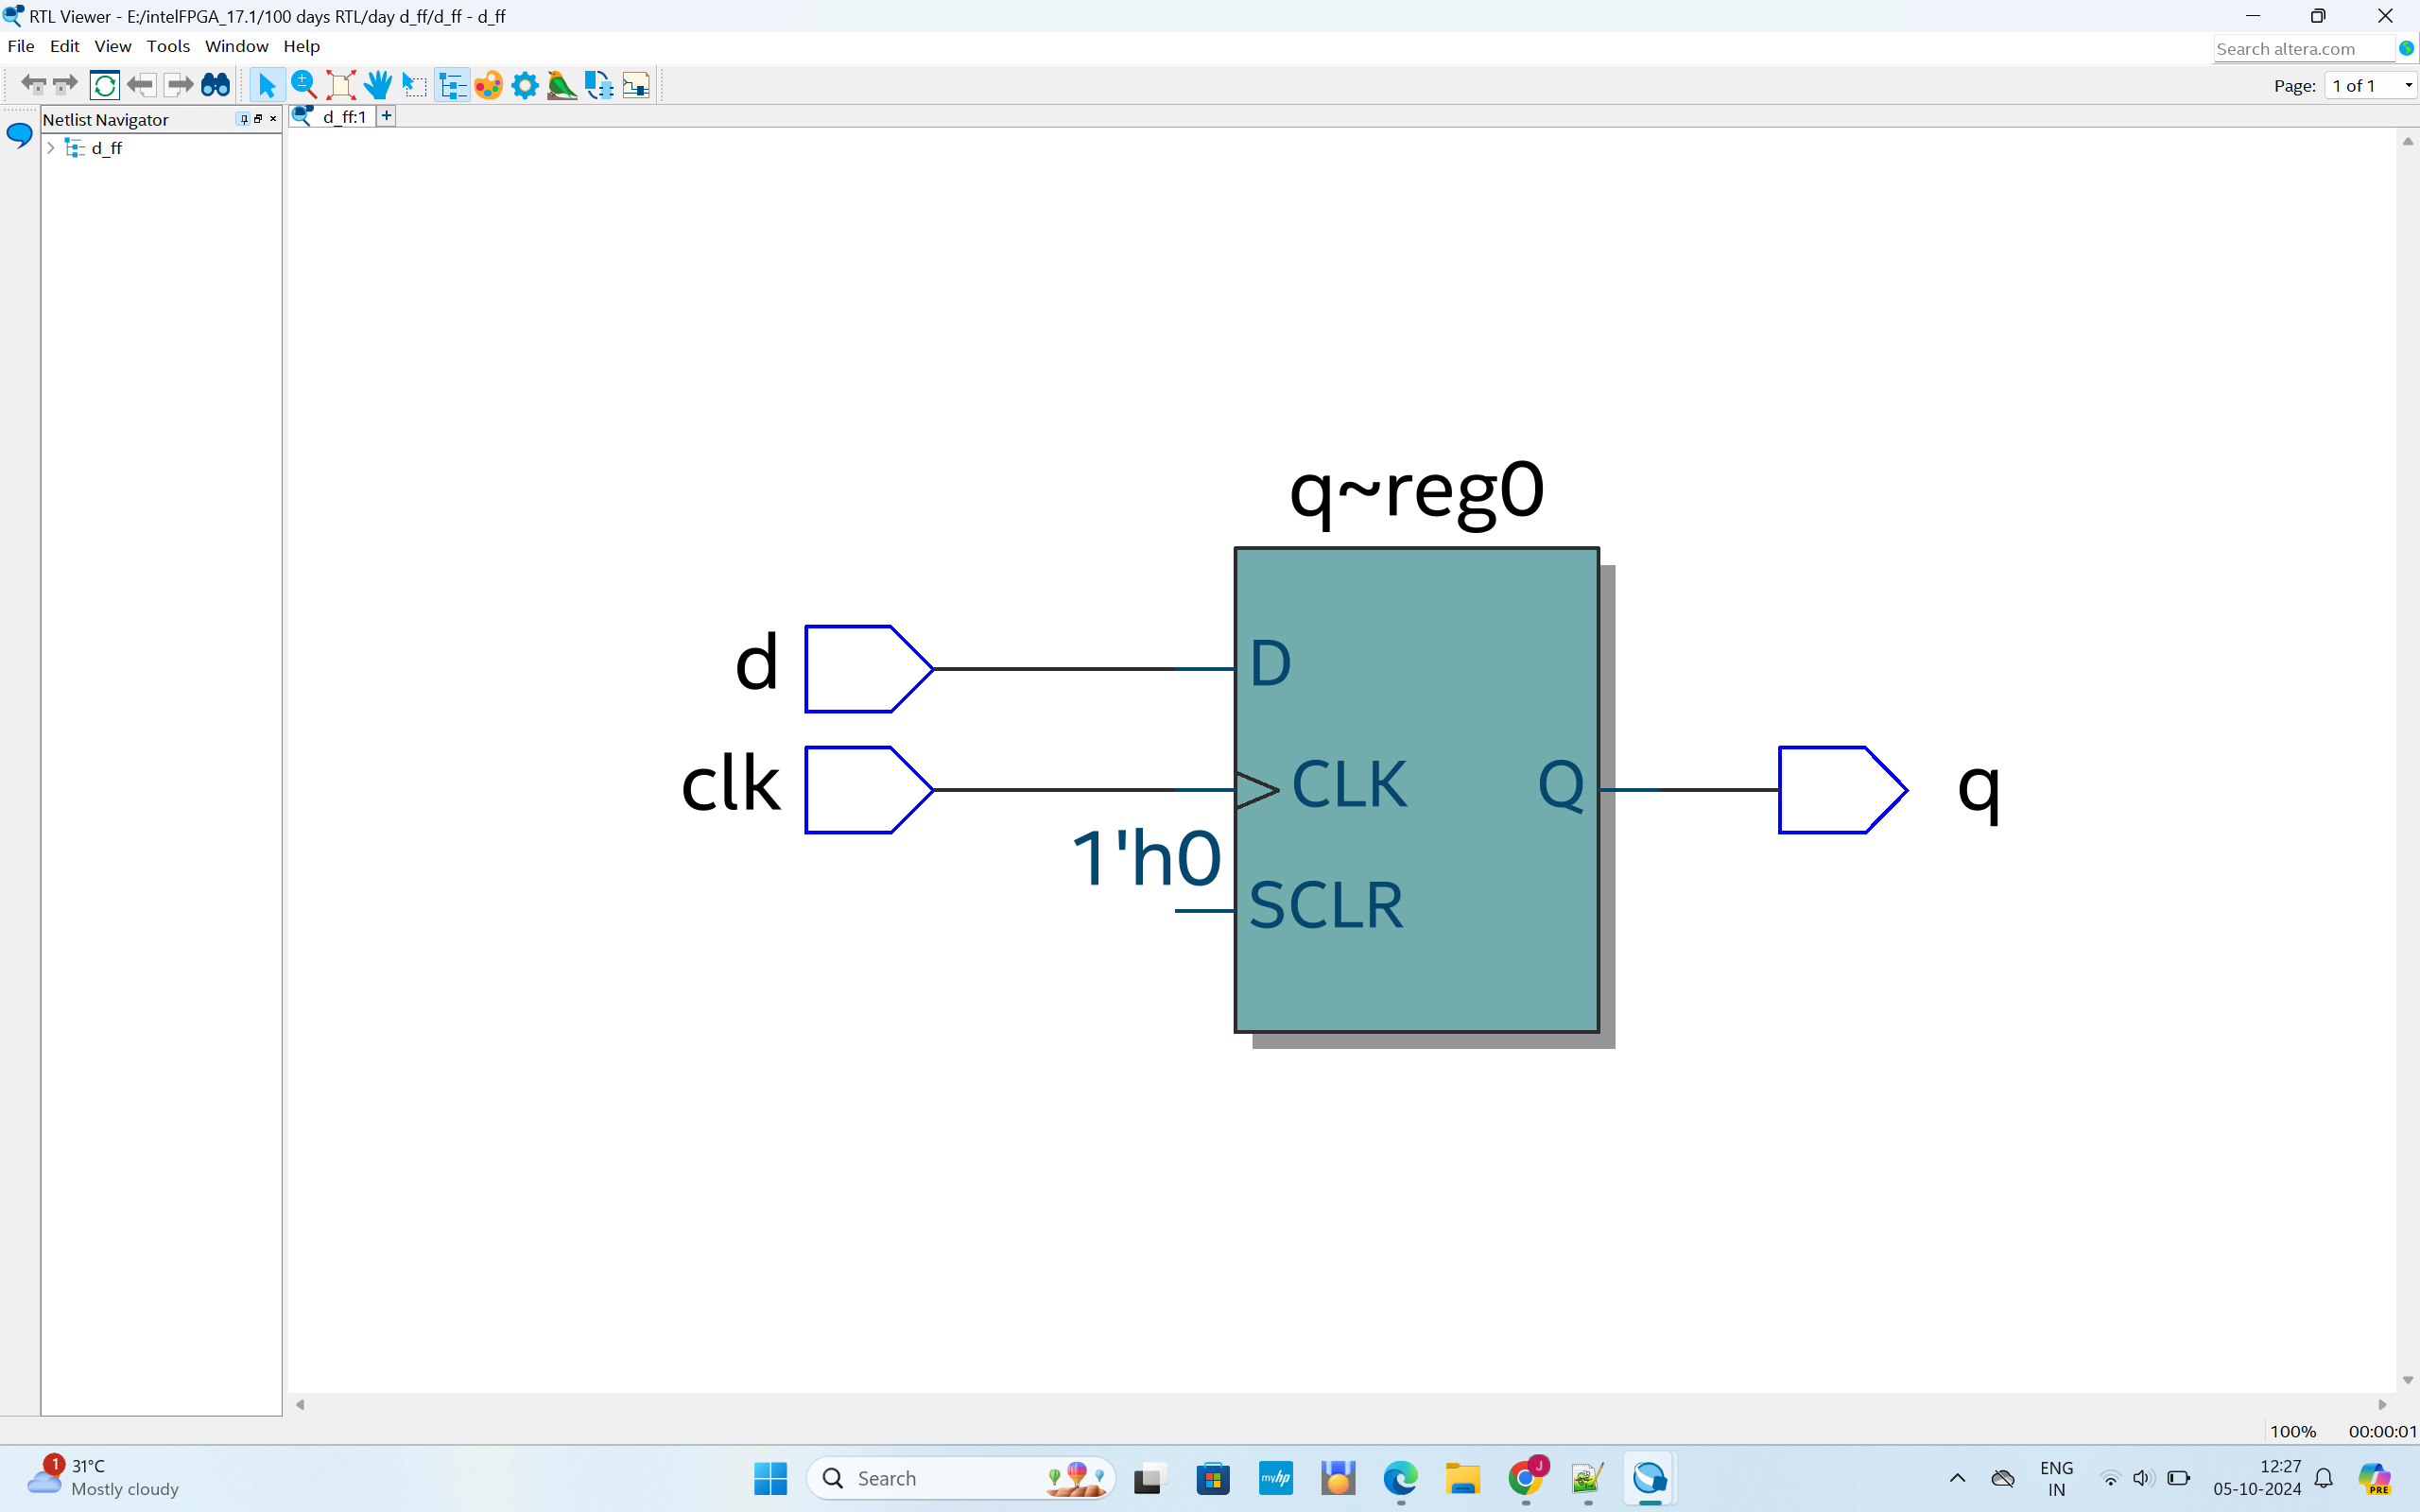 RTL Viewer - E:/intelFPGA_17.1/100 days RTL/day d_ff/d_ff - d_ff
File Edit View Tools Window Help
Search altera.com
Page: 1 of 1
Netlist Navigator
d_ff:1
d_ff
q~reg0
d
D
clk
CLK
Q
q
1'h0
SCLR
100% 00:00:01
1
31°C
Mostly cloudy
Search
myhp
J
ENG
IN
12:27
05-10-2024
PRE